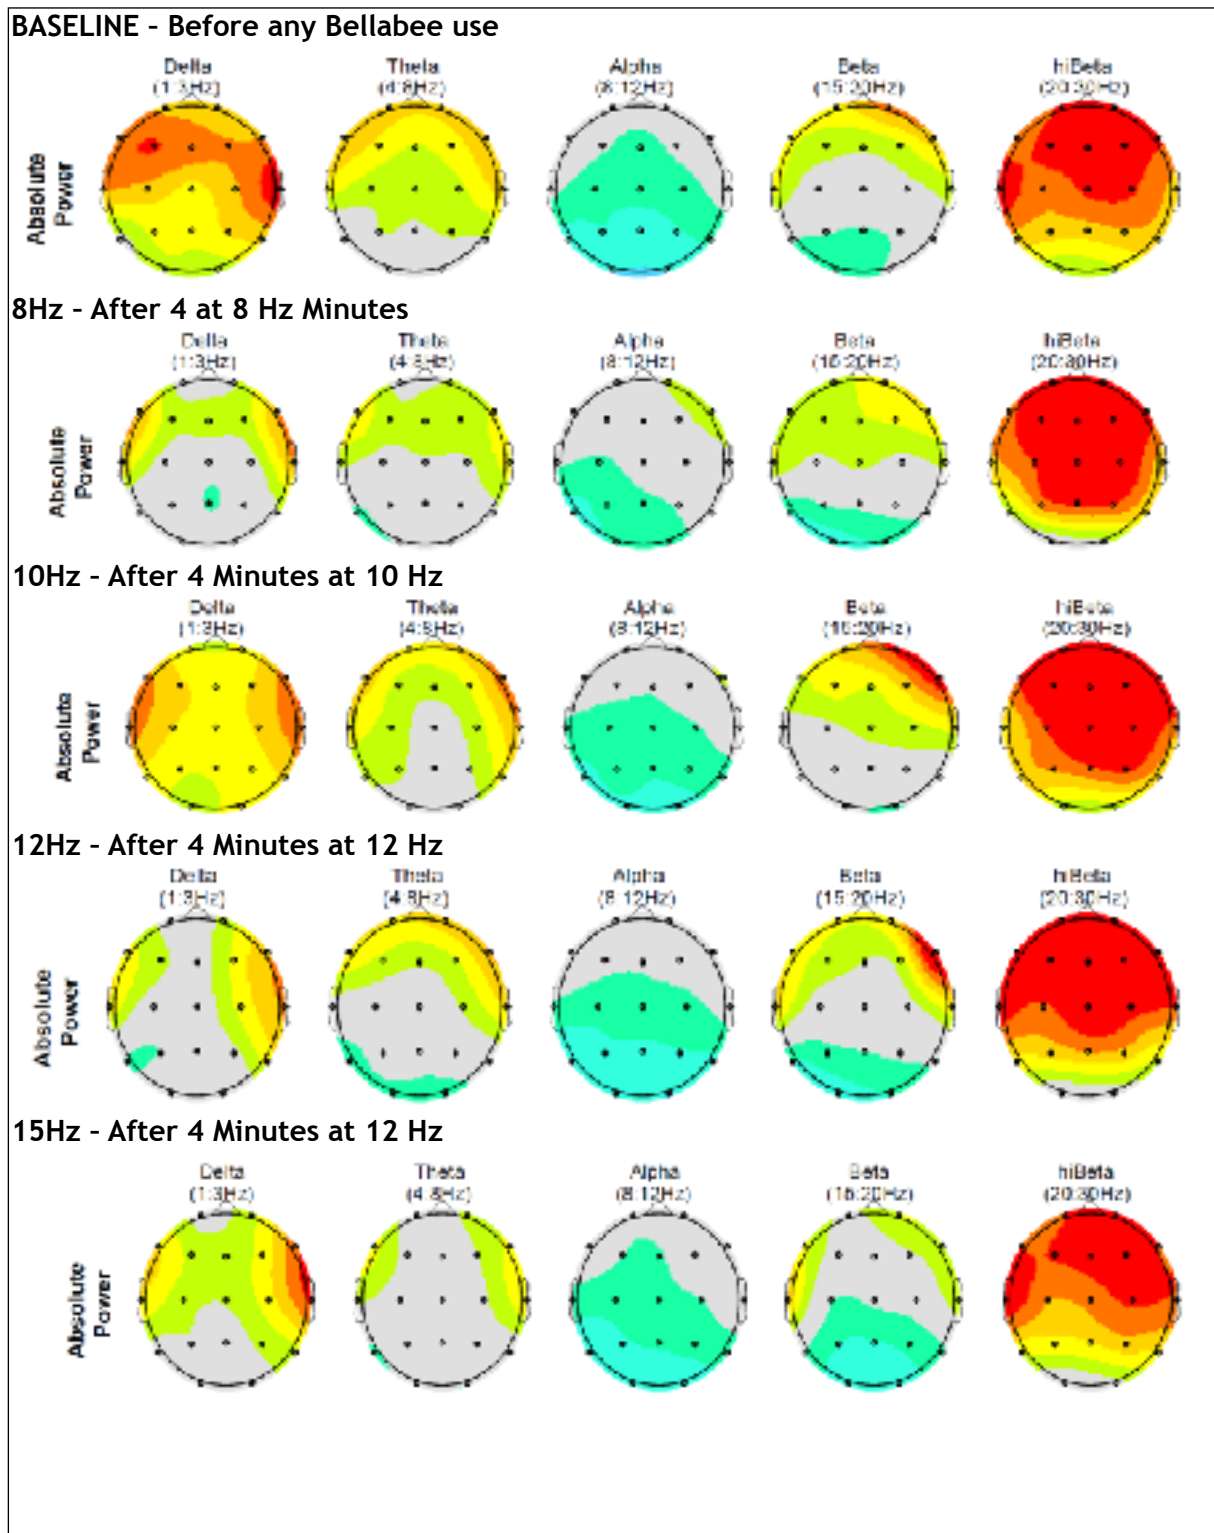 BASELINE – Before any Bellabee use
Delta Theta Alpha Beta hiBeta
(1:3Hz) (4:8Hz) (8:12Hz) (15:20Hz) (20:30Hz)
Absolute
Power
8Hz – After 4 at 8 Hz Minutes
Delta Theta Alpha Beta hiBeta
(1:3Hz) (4:8Hz) (8:12Hz) (15:20Hz) (20:30Hz)
Absolute
Power
10Hz – After 4 Minutes at 10 Hz
Delta Theta Alpha Beta hiBeta
(1:3Hz) (4:8Hz) (8:12Hz) (15:20Hz) (20:30Hz)
Absolute
Power
12Hz – After 4 Minutes at 12 Hz
Delta Theta Alpha Beta hiBeta
(1:3Hz) (4:8Hz) (8:12Hz) (15:20Hz) (20:30Hz)
Absolute
Power
15Hz – After 4 Minutes at 12 Hz
Delta Theta Alpha Beta hiBeta
(1:3Hz) (4:8Hz) (8:12Hz) (15:20Hz) (20:30Hz)
Absolute
Power